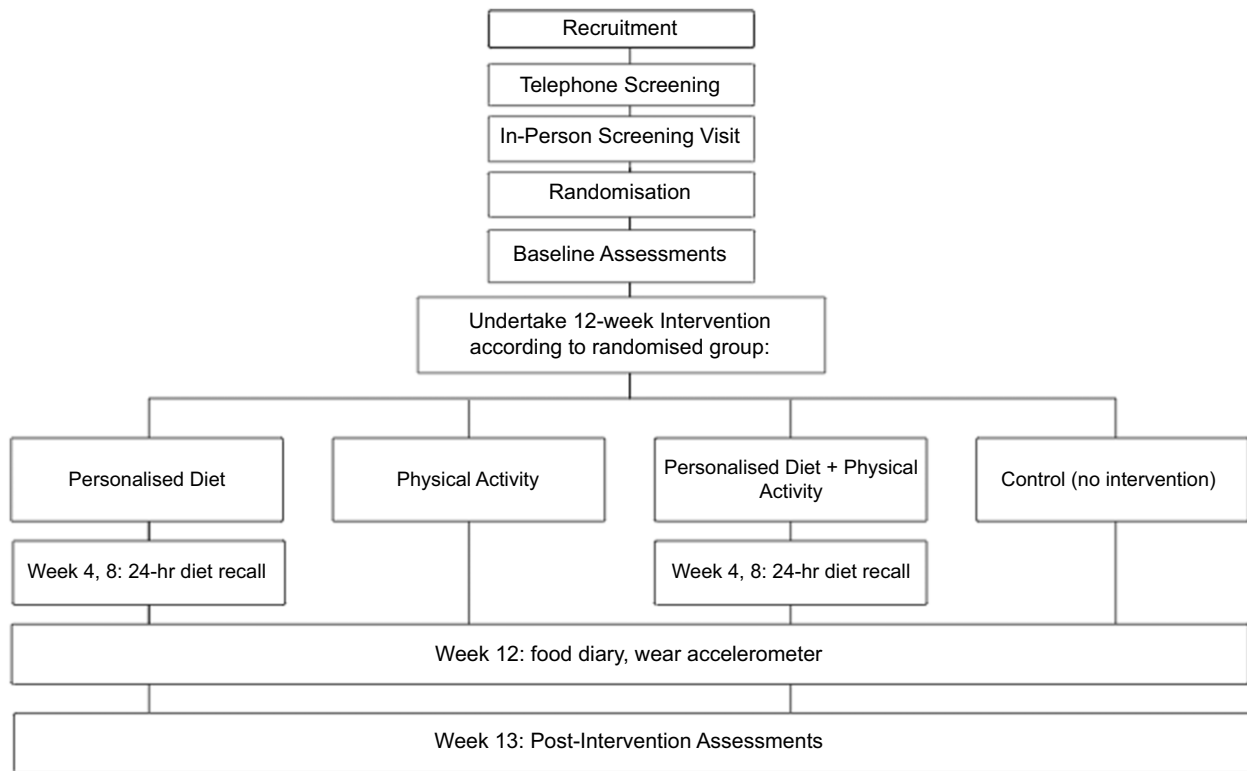 Recruitment
Telephone Screening
In-Person Screening Visit
Randomisation
Baseline Assessments
Undertake 12-week Intervention
according to randomised group:
Personalised Diet
Physical Activity
Personalised Diet + Physical
Activity
Control (no intervention)
Week 4, 8: 24-hr diet recall
Week 4, 8: 24-hr diet recall
Week 12: food diary, wear accelerometer
Week 13: Post-Intervention Assessments